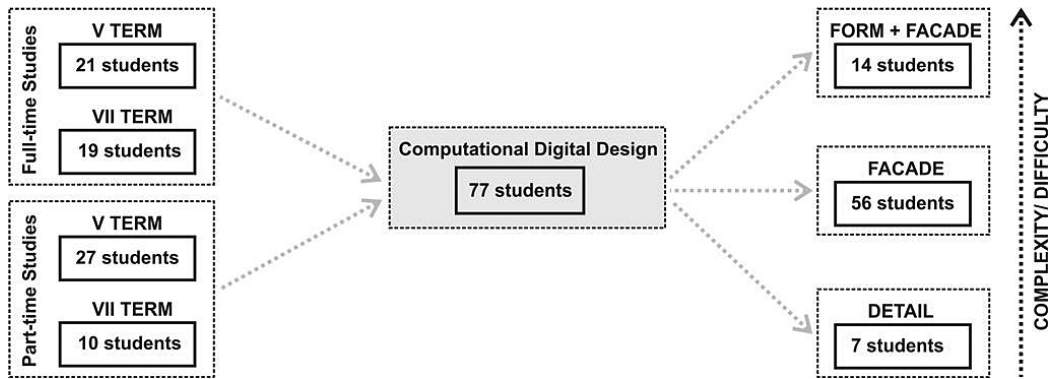 Full-time Studies
V TERM
21 students
VII TERM
19 students
Part-time Studies
V TERM
27 students
VII TERM
10 students
Computational Digital Design
77 students
FORM + FACADE
14 students
FACADE
56 students
DETAIL
7 students
COMPLEXITY/ DIFFICULTY